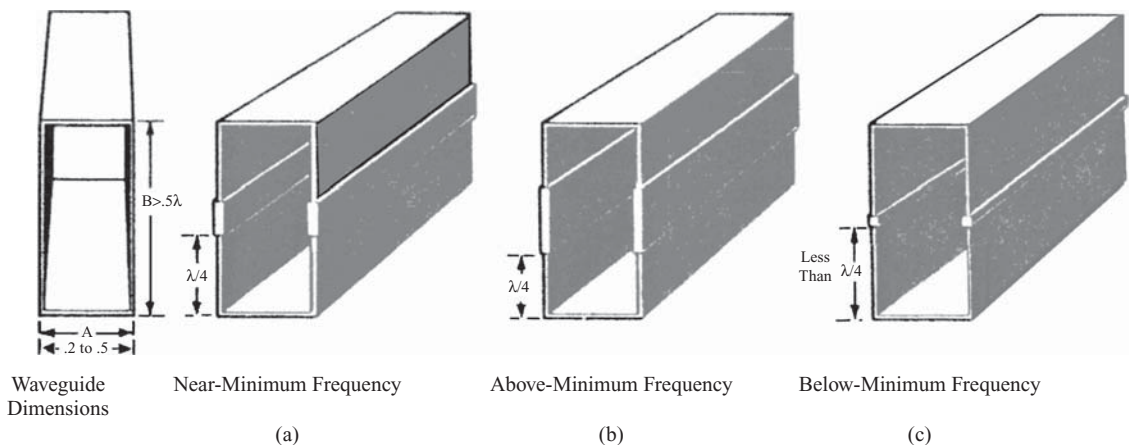 B>.5λ
A
.2 to .5
Waveguide
Dimensions
λ/4
Near-Minimum Frequency
(a)
λ/4
Above-Minimum Frequency
(b)
Less
Than
λ/4
Below-Minimum Frequency
(c)